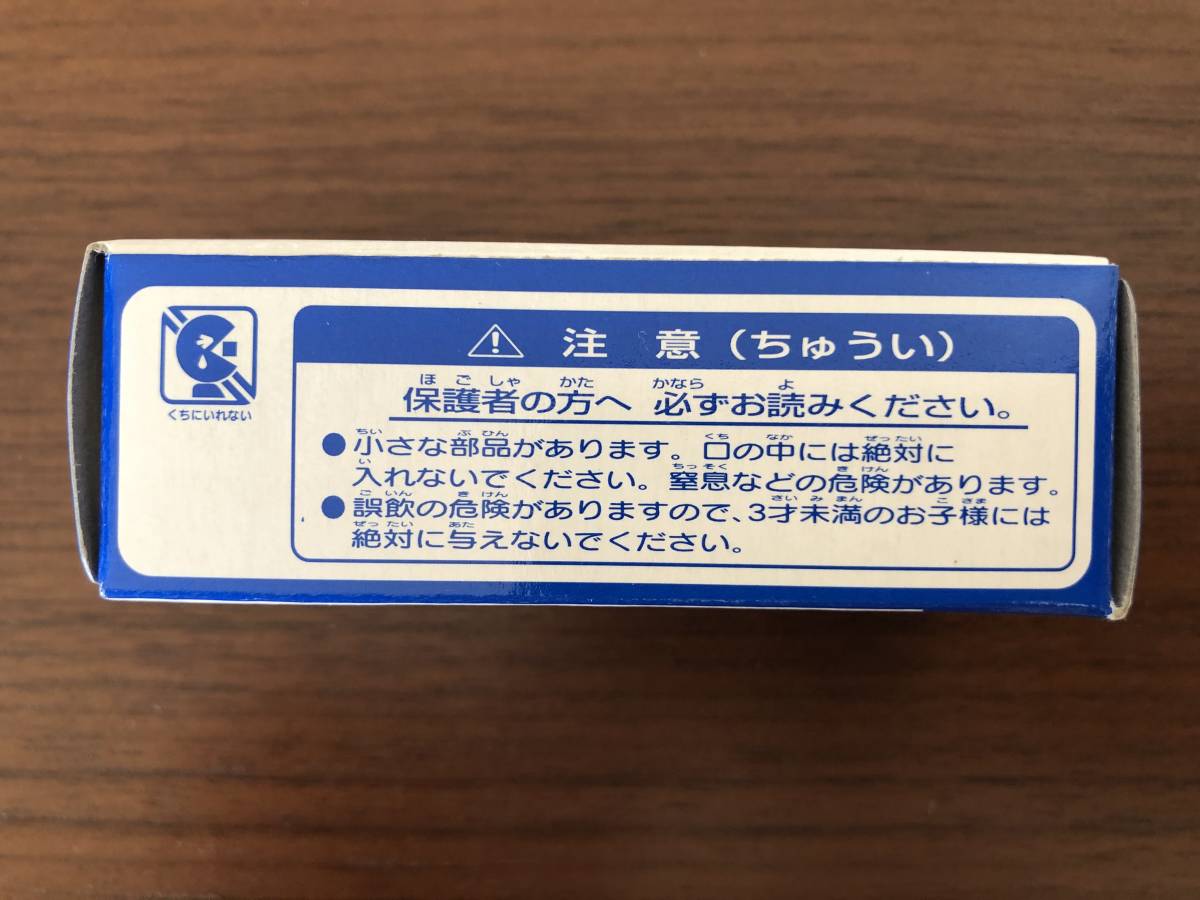 くちにいれない
⚠ 注 意 (ちゅうい)
ほ ご しゃ かた かなら よ
保護者の方へ 必ずお読みください。
ちい ぶ ひん くち なか ぜったい
●小さな部品があります。口の中には絶対に
い ちっ そく き けん
入れないでください。窒息などの危険があります。
ご いん き けん さい み まん こ さま
●誤飲の危険がありますので、3才未満のお子様には
ぜっ たい あた
絶対に与えないでください。